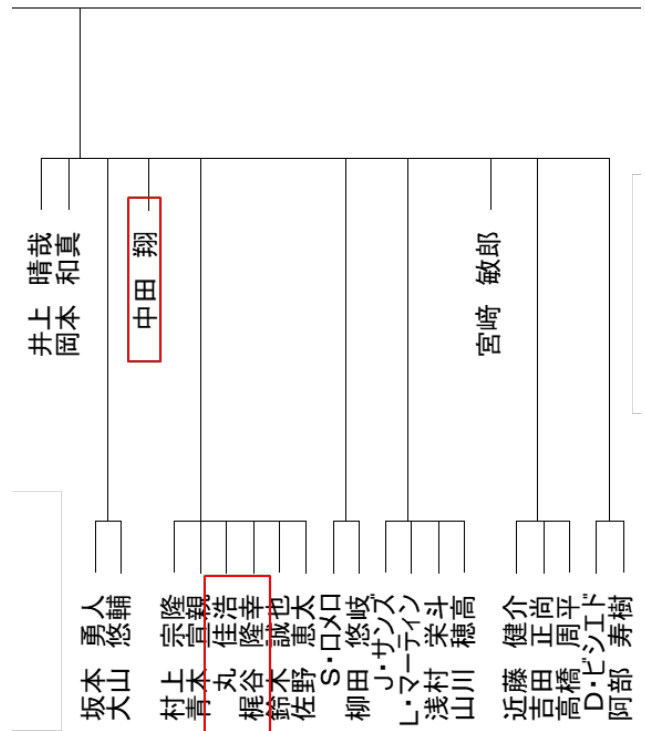 井上 晴哉
岡本 和真
中田 翔
宮﨑 敏郎
坂本 勇人
大山 悠輔
村上 宗隆
青木 宣親
丸 佳浩
梶谷 隆幸
鈴木 誠也
佐野 恵太
S・ロメロ
柳田 悠岐
J・サンズ
L・マーティン
浅村 栄斗
山川 穂高
近藤 健介
吉田 正尚
高橋 周平
D・ビシエド
阿部 寿樹